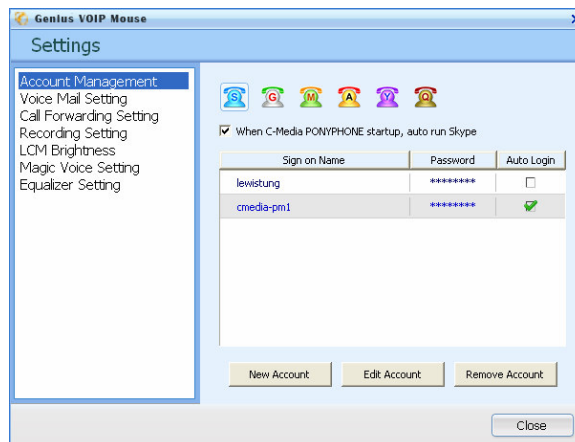 Genius VOIP Mouse
Settings
Account Management
Voice Mail Setting
Call Forwarding Setting
Recording Setting
LCM Brightness
Magic Voice Setting
Equalizer Setting
S G M A Y Q
When C-Media PONYPHONE startup, auto run Skype
Sign on Name Password Auto Login
lewistung ********
cmedia-pm1 ********
New Account Edit Account Remove Account
Close